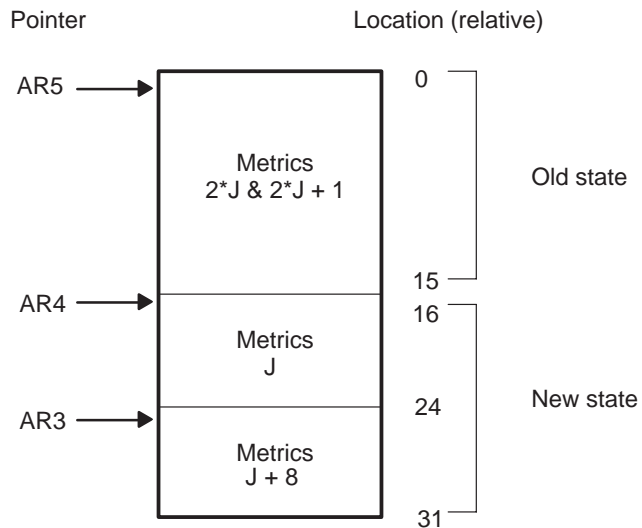 Pointer
Location (relative)
AR5
0
Metrics
2*J & 2*J + 1
Old state
15
AR4
16
Metrics
J
AR3
24
New state
Metrics
J + 8
31